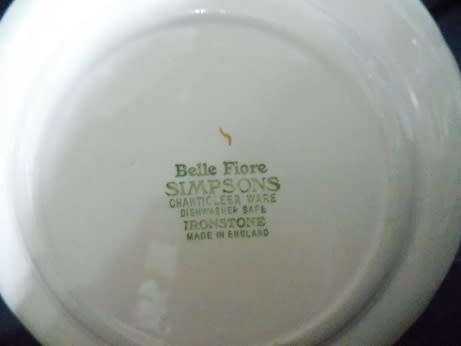 Belle Fiore
SIMPSONS
CHANTICLEER WARE
DISHWASHER SAFE
IRONSTONE
MADE IN ENGLAND